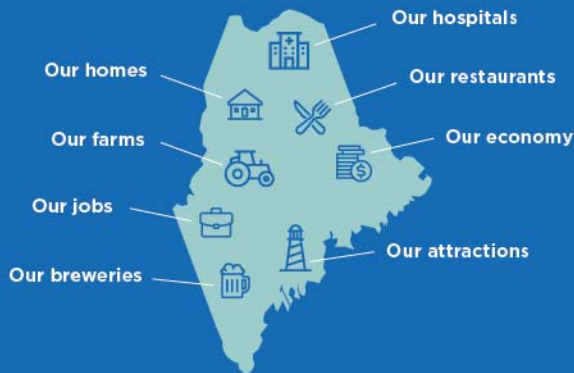 Our hospitals
Our homes
Our restaurants
Our farms
Our economy
Our jobs
Our attractions
Our breweries
$